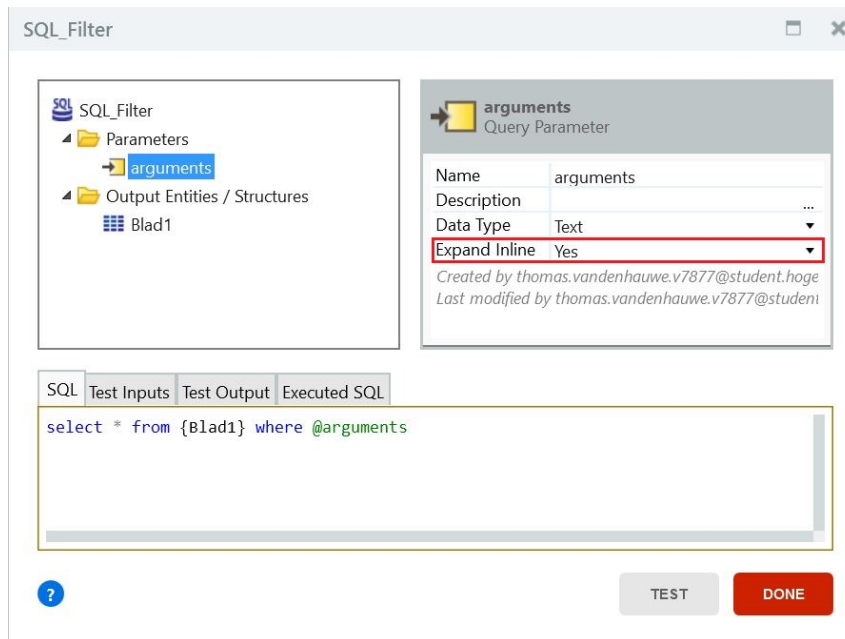 SQL_Filter
SQL SQL_Filter
Parameters
arguments
Output Entities / Structures
Blad1
arguments
Query Parameter
Name arguments
Description ...
Data Type Text
Expand Inline Yes
Created by thomas.vandenhauwe.v7877@student.hoge
Last modified by thomas.vandenhauwe.v7877@student
SQL Test Inputs Test Output Executed SQL
select * from {Blad1} where @arguments
? TEST DONE